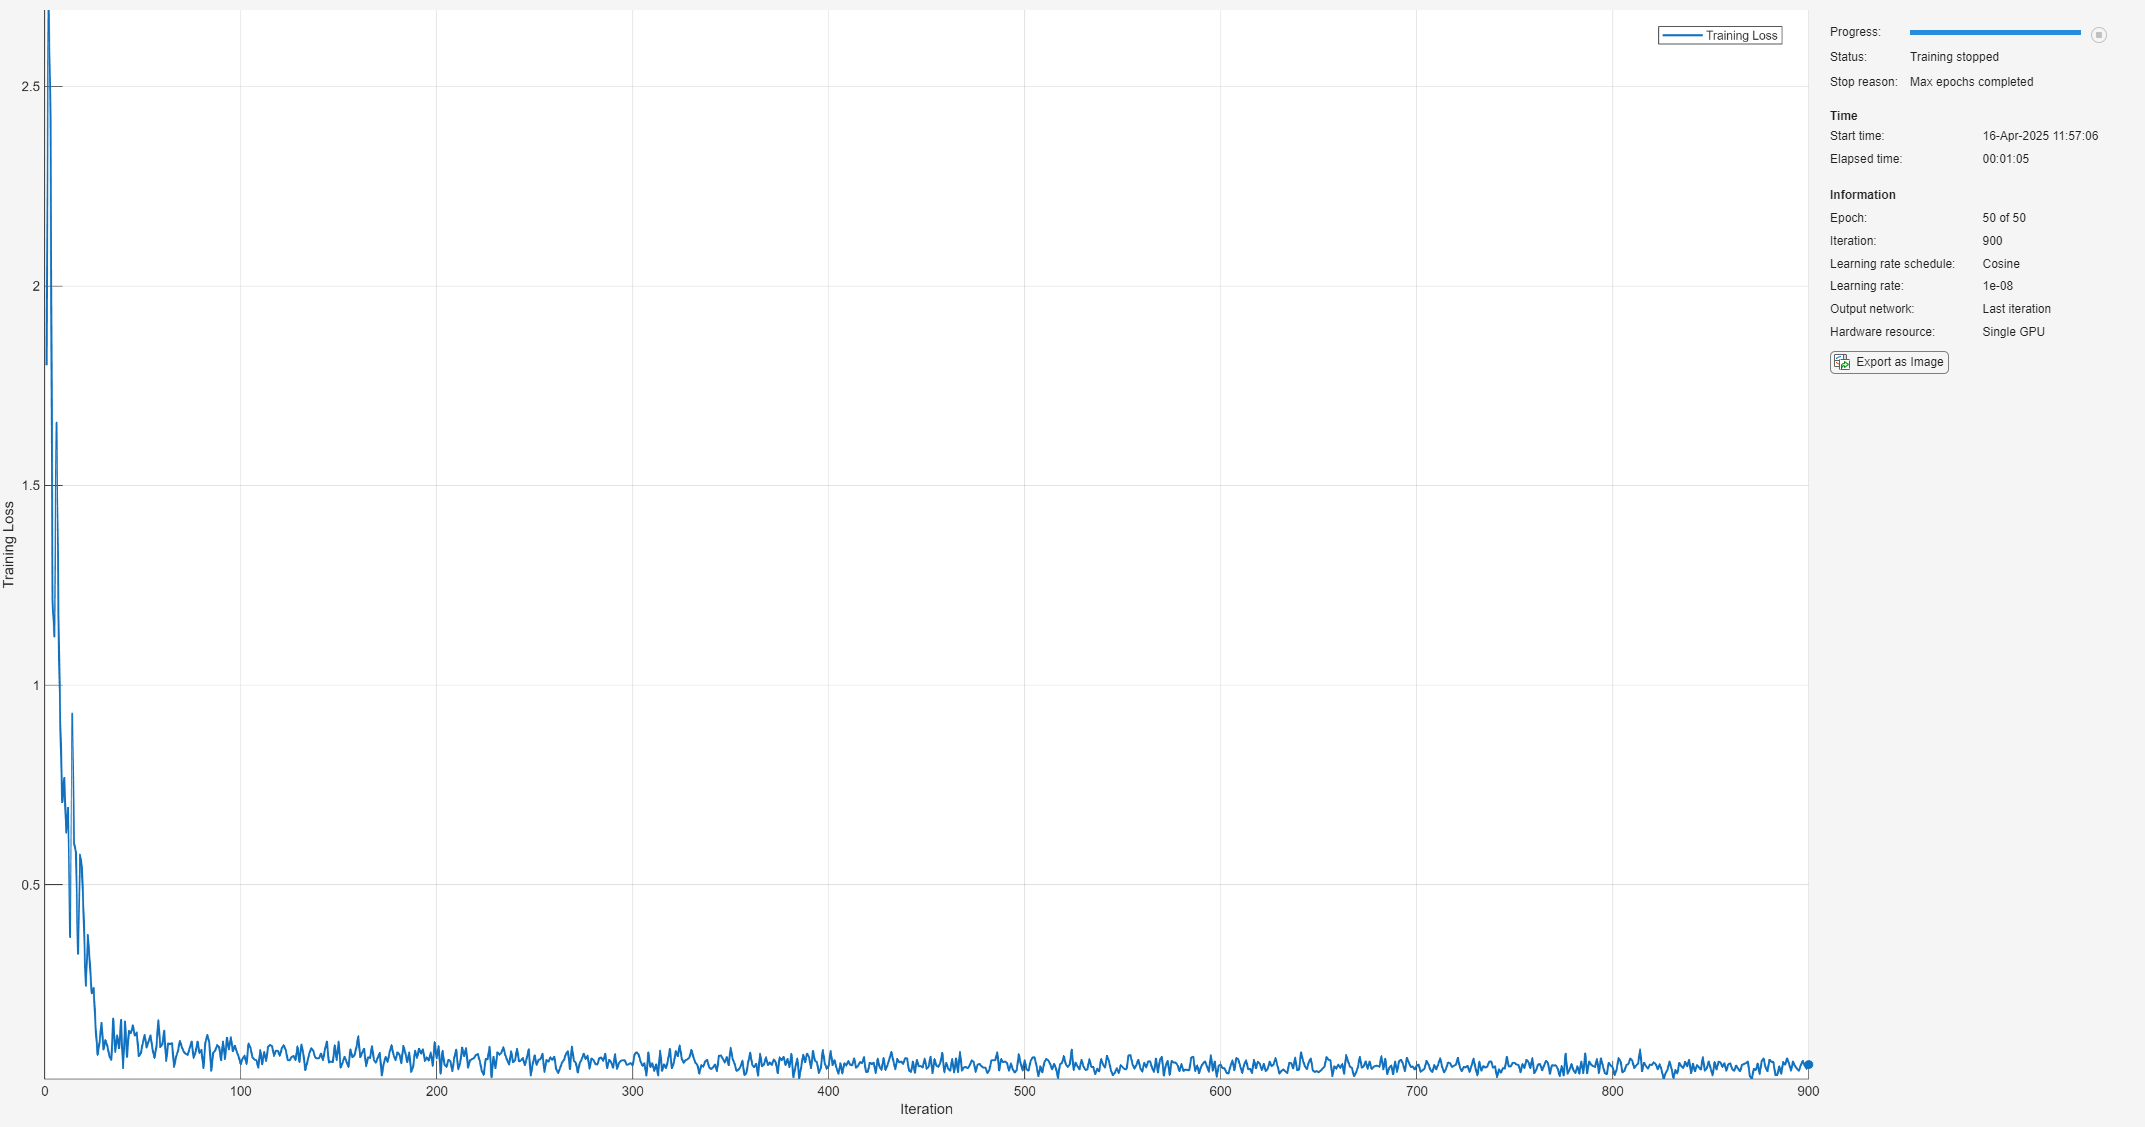 Training Loss
2.5
2
1.5
1
0.5
Training Loss
0 100 200 300 400 500 600 700 800 900
Iteration
Progress:
Status: Training stopped
Stop reason: Max epochs completed
Time
Start time: 16-Apr-2025 11:57:06
Elapsed time: 00:01:05
Information
Epoch: 50 of 50
Iteration: 900
Learning rate schedule: Cosine
Learning rate: 1e-08
Output network: Last iteration
Hardware resource: Single GPU
Export as Image